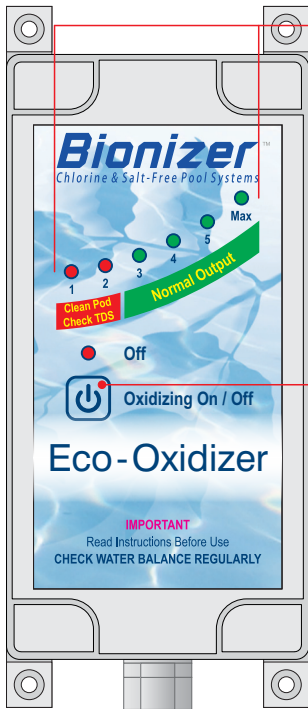 Bionizer™
Chlorine & Salt-Free Pool Systems
Max
5
4
3
2
1
Normal Output
Clean Pod
Check TDS
Off
Oxidizing On / Off
Eco-Oxidizer
IMPORTANT
Read Instructions Before Use
CHECK WATER BALANCE REGULARLY